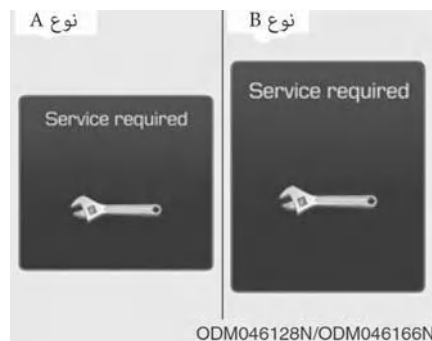 نوع A
نوع B
Service required
Service required
ODM046128N/ODM046166N